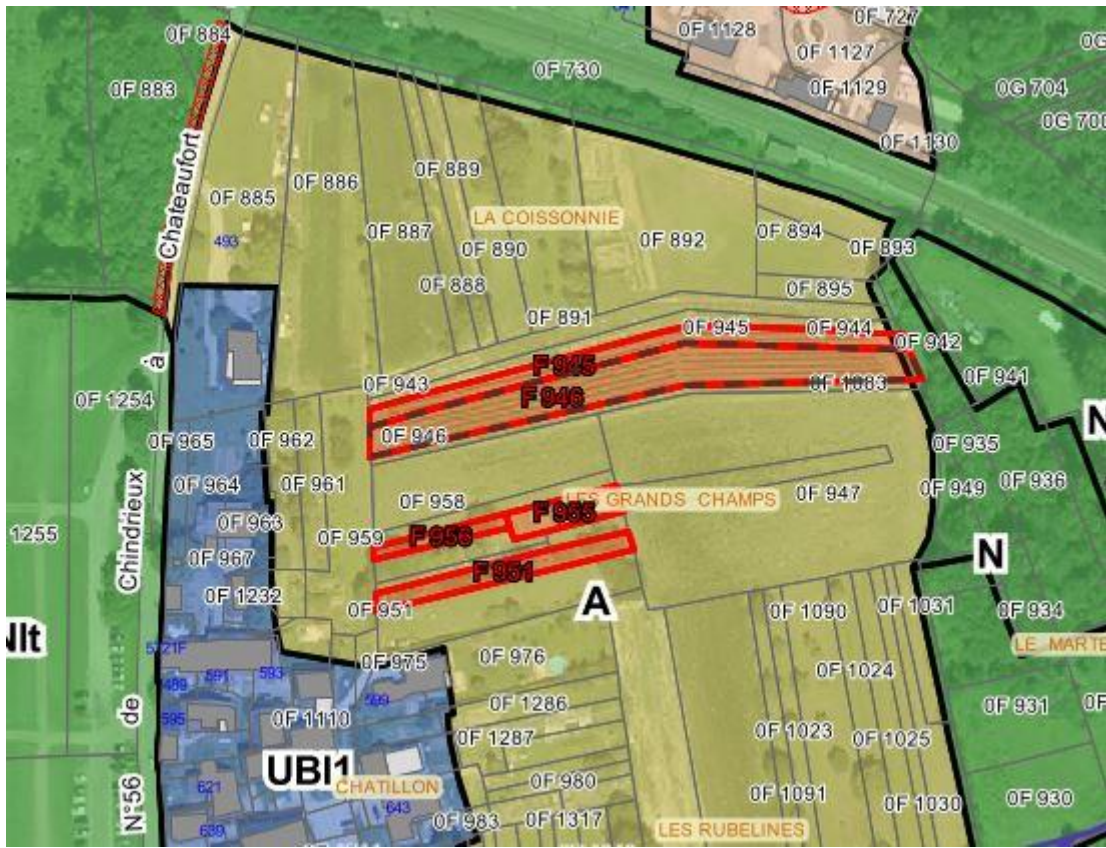 0F 884
0F 1128
0F 727
0F 1127
0F 730
0F 883
0F 1129
0G 704
0F 1130
Chateaufort
0F 889
0F 886
0F 885
LA COISSONNIE
493
0F 887
0F 890
0F 892
0F 894
0F 893
0F 888
0F 895
0F 891
0F 945
0F 944
0F 942
à
F 945
0F 943
0F 941
0F 1083
F 946
0F 1254
0F 946
N
0F 965
0F 962
0F 935
0F 964
0F 961
0F 936
0F 958
LES GRANDS CHAMPS
0F 947
0F 949
F 955
0F 963
1255
0F 959
F 956
Chindrieux
0F 967
N
F 951
0F 1232
0F 951
A
0F 1090
0F 1031
0F 934
Nlt
0F 975
0F 976
LE MARTE
0F 1024
591
593
489
599
0F 1286
0F 931
595
0F 1110
de
0F 1287
0F 1023
0F 1025
UBI1
0F 980
621
CHATILLON
0F 1091
0F 1030
0F 930
643
N°56
0F 983
0F 1317
639
LES RUBELINES